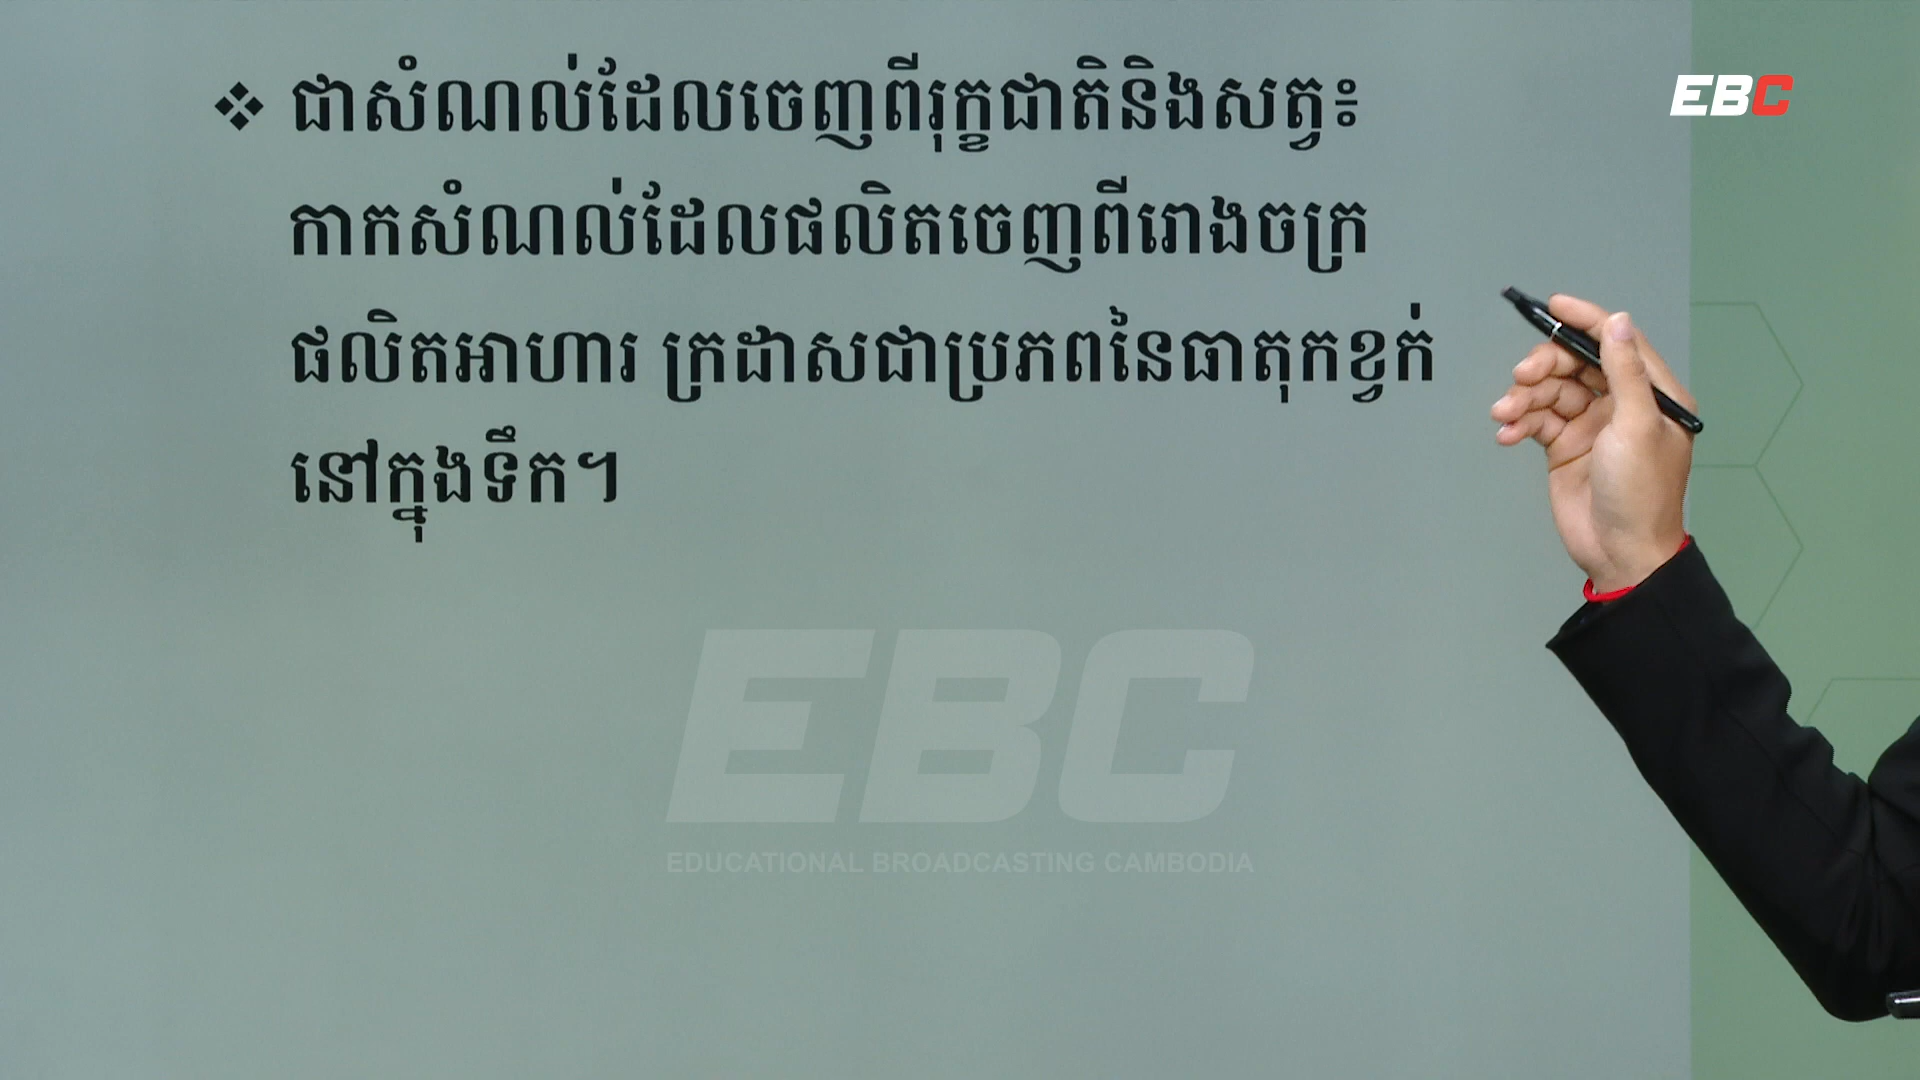 ❖ ជាសំណល់ដែលចេញពីរុក្ខជាតិនិងសត្វ៖
EBC
កាកសំណល់ដែលផលិតចេញពីរោងចក្រ
ផលិតអាហារ ក្រដាសជាប្រភពនៃធាតុកខ្វក់
នៅក្នុងទឹក។
EBC
EDUCATIONAL BROADCASTING CAMBODIA